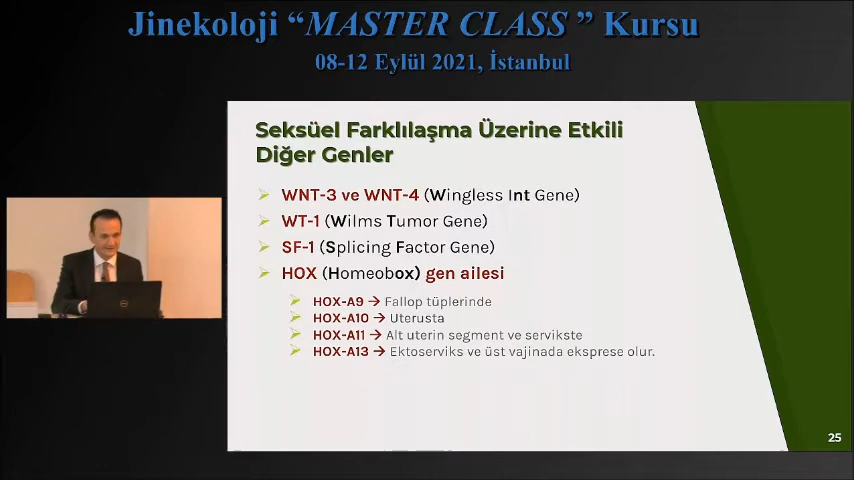 Jinekoloji “MASTER CLASS ” Kursu
08-12 Eylül 2021, İstanbul
Seksüel Farklılaşma Üzerine Etkili
Diğer Genler
WNT-3 ve WNT-4 (Wingless Int Gene)
WT-1 (Wilms Tumor Gene)
SF-1 (Splicing Factor Gene)
HOX (Homeobox) gen ailesi
HOX-A9 → Fallop tüplerinde
HOX-A10 → Uterusta
HOX-A11 → Alt uterin segment ve servikste
HOX-A13 → Ektoserviks ve üst vajinada eksprese olur.
25